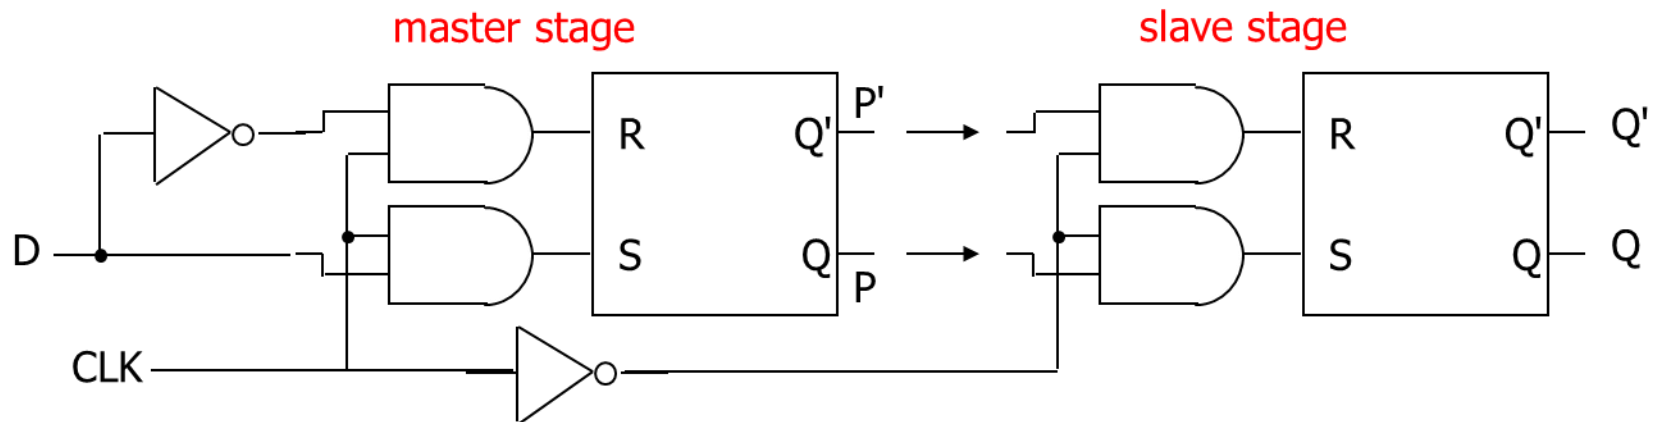 master stage
slave stage
P'
R
Q'
R
Q'
Q'
D
S
Q
P
S
Q
Q
CLK